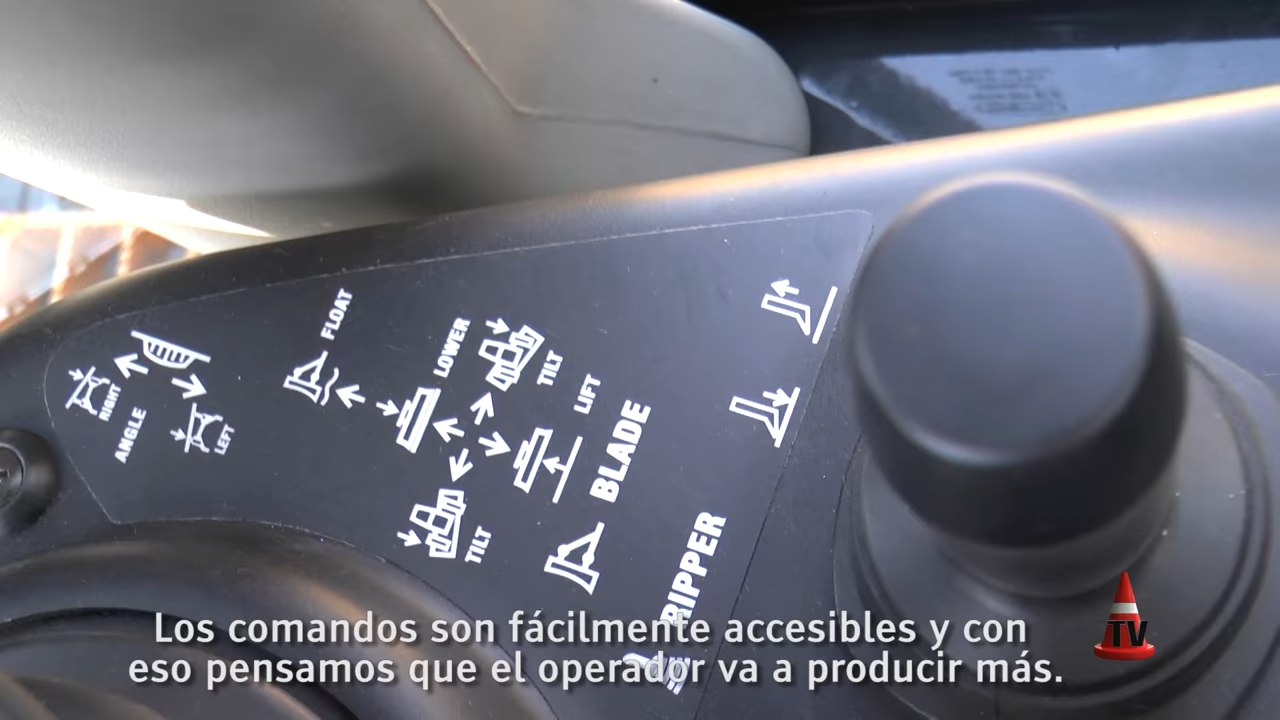 FLOAT
LOWER
TILT
LIFT
RIGHT
ANGLE
LEFT
BLADE
TILT
RIPPER
Los comandos son fácilmente accesibles y con
eso pensamos que el operador va a producir más.
TV